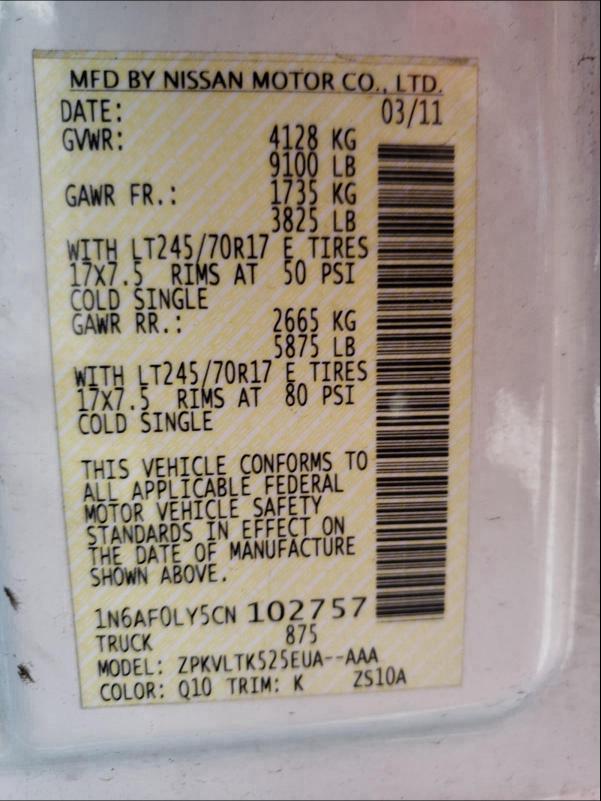 MFD BY NISSAN MOTOR CO., LTD.
DATE: 03/11
GVWR: 4128 KG
9100 LB
GAWR FR.: 1735 KG
3825 LB
WITH LT245/70R17 E TIRES
17X7.5 RIMS AT 50 PSI
COLD SINGLE
GAWR RR.: 2665 KG
5875 LB
WITH LT245/70R17 E TIRES
17X7.5 RIMS AT 80 PSI
COLD SINGLE
THIS VEHICLE CONFORMS TO
ALL APPLICABLE FEDERAL
MOTOR VEHICLE SAFETY
STANDARDS IN EFFECT ON
THE DATE OF MANUFACTURE
SHOWN ABOVE.
1N6AF0LY5CN 102757
TRUCK 875
MODEL: ZPKVLTK525EUA--AAA
COLOR: Q10 TRIM: K ZS10A